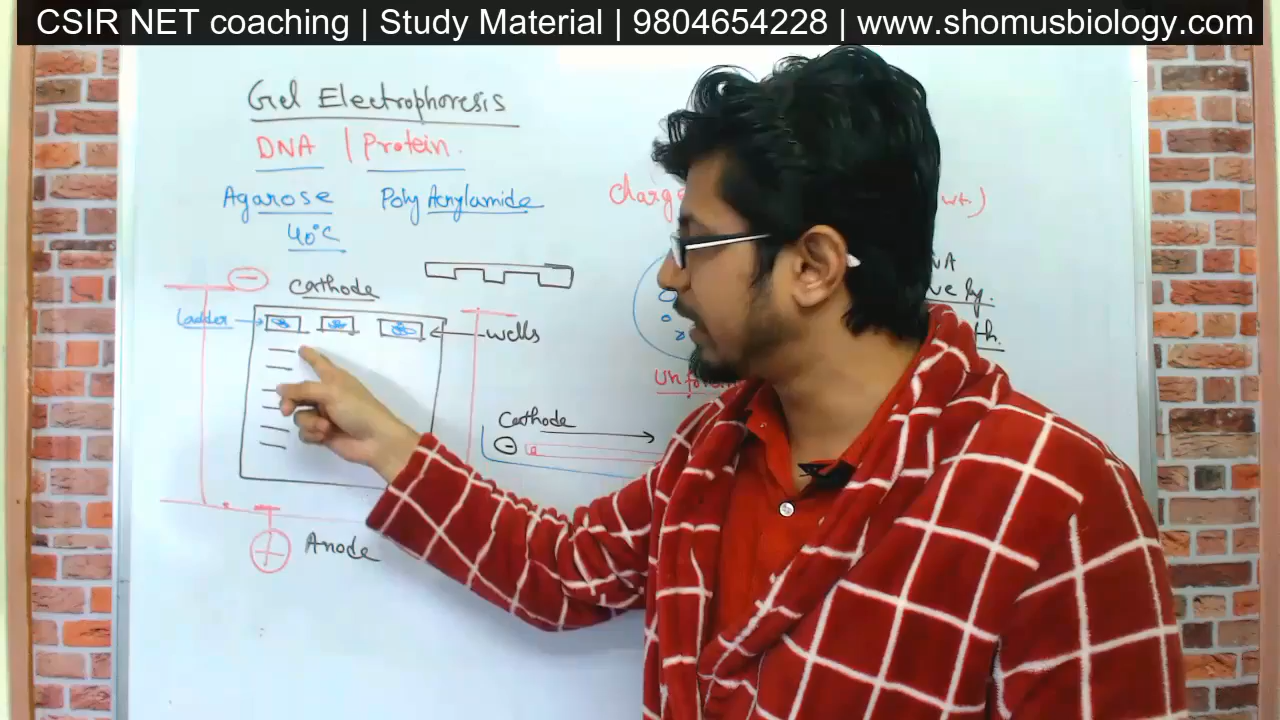 CSIR NET coaching | Study Material | 9804654228 | www.shomusbiology.com
Gel Electrophoresis
DNA | Protein.
Agarose Poly Acrylamide
40°C
wt.)
− Cathode
ladder
wells
Cathode
−
+ Anode